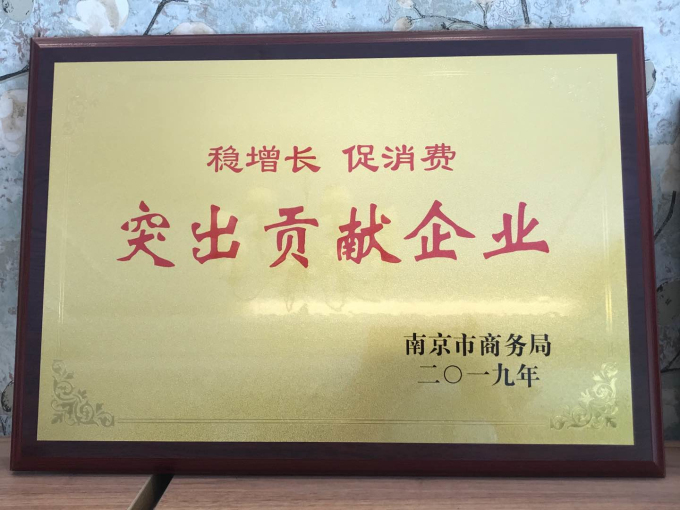 稳增长 促消费
突出贡献企业
南京市商务局
二〇一九年